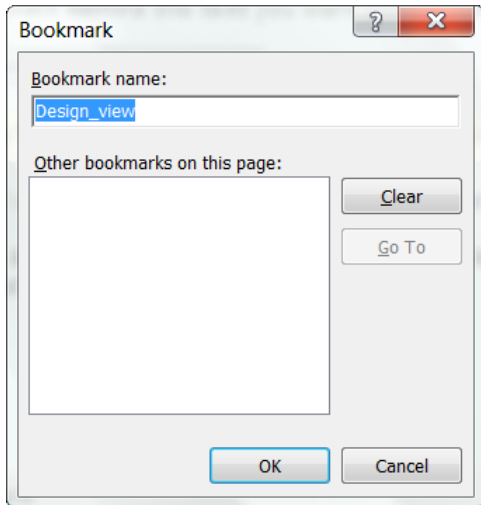 Bookmark
Bookmark name:
Design_view
Other bookmarks on this page:
Clear
Go To
OK
Cancel